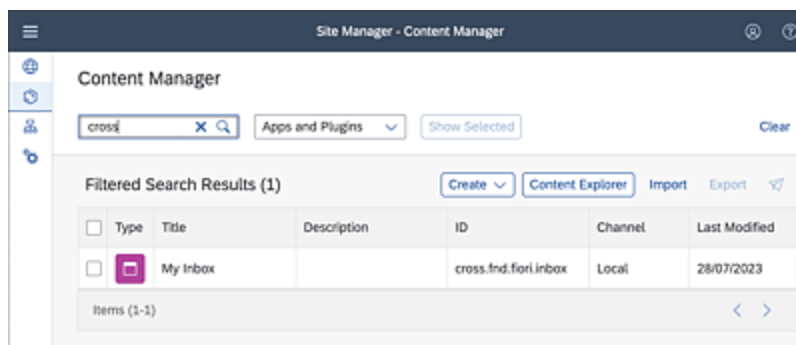 Site Manager - Content Manager
Content Manager
cross Apps and Plugins Show Selected Clear
Filtered Search Results (1) Create Content Explorer Import Export
Type Title Description ID Channel Last Modified
My Inbox cross.fnd.fiori.inbox Local 28/07/2023
Items (1-1)